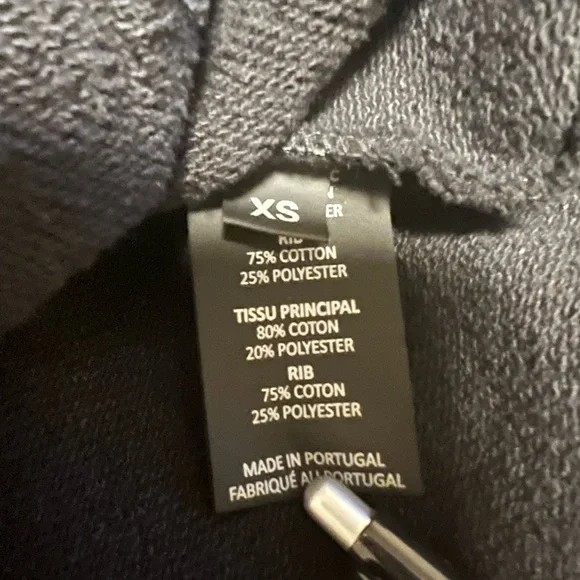 XS
ER
RIB
75% COTTON
25% POLYESTER
TISSU PRINCIPAL
80% COTON
20% POLYESTER
RIB
75% COTON
25% POLYESTER
MADE IN PORTUGAL
FABRIQUÉ AU PORTUGAL